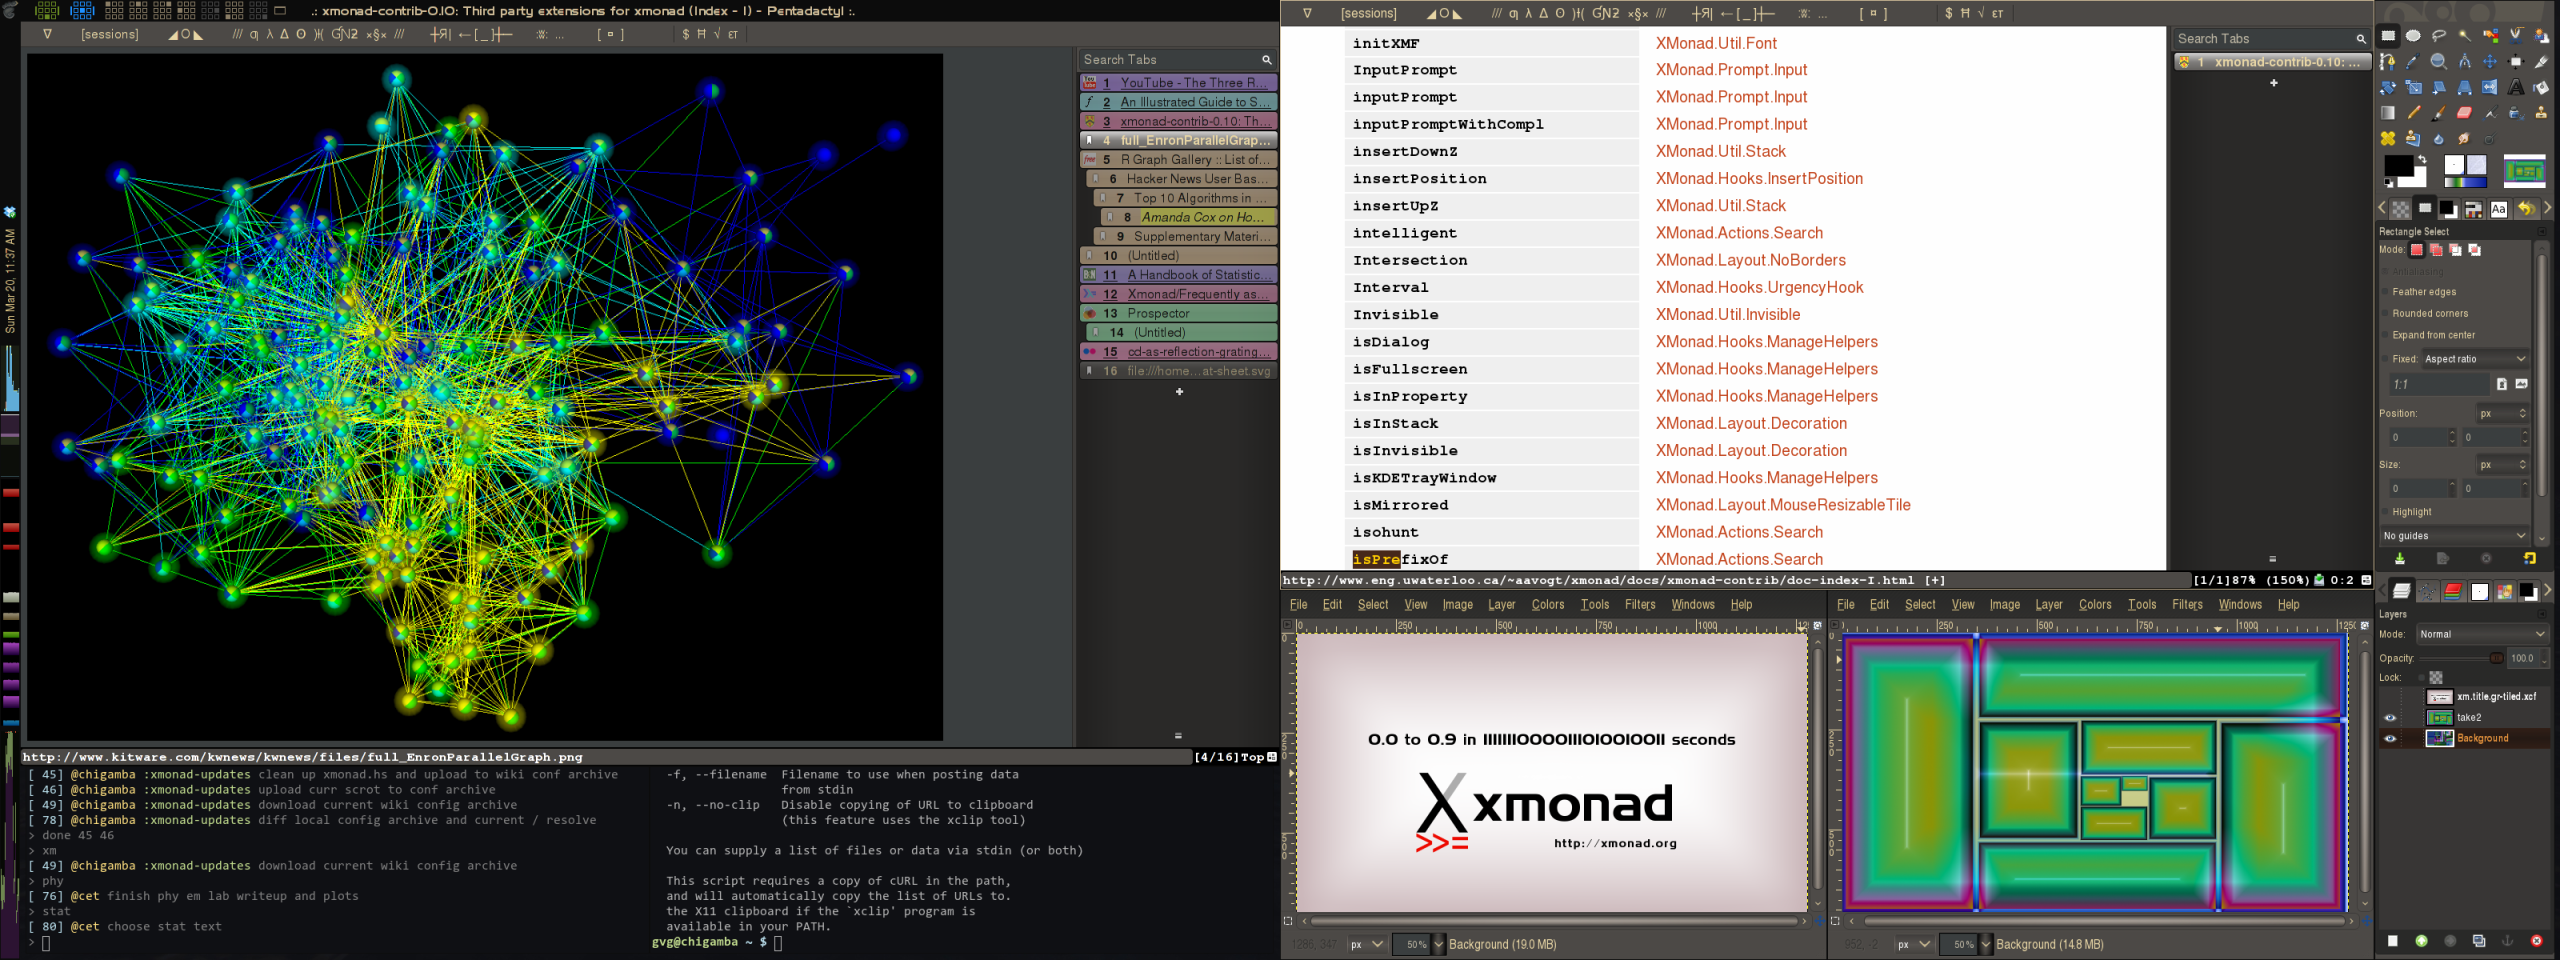 .: xmonad-contrib-0.10: Third party extensions for xmonad (Index - I) - Pentadactyl :.
Sun Mar 20, 11:37 AM
[sessions]
Search Tabs
1 YouTube - The Three R...
2 An Illustrated Guide to S...
3 xmonad-contrib-0.10: Th...
4 full_EnronParallelGrap...
5 R Graph Gallery :: List of...
6 Hacker News User Bas...
7 Top 10 Algorithms in ...
8 Amanda Cox on Ho...
9 Supplementary Materi...
10 (Untitled)
11 A Handbook of Statistic...
12 Xmonad/Frequently as...
13 Prospector
14 (Untitled)
15 cd-as-reflection-grating...
16 file:///home...at-sheet.svg
http://www.kitware.com/kwnews/kwnews/files/full_EnronParallelGraph.png [4/16] Top
[ 45] @chigamba :xmonad-updates clean up xmonad.hs and upload to wiki conf archive
[ 46] @chigamba :xmonad-updates upload curr scrot to conf archive
[ 49] @chigamba :xmonad-updates download current wiki config archive
[ 78] @chigamba :xmonad-updates diff local config archive and current / resolve
> done 45 46
> xm
[ 49] @chigamba :xmonad-updates download current wiki config archive
> phy
[ 76] @cet finish phy em lab writeup and plots
> stat
[ 80] @cet choose stat text
>
-f, --filename Filename to use when posting data
from stdin
-n, --no-clip Disable copying of URL to clipboard
(this feature uses the xclip tool)
You can supply a list of files or data via stdin (or both)
This script requires a copy of cURL in the path,
and will automatically copy the list of URLs to.
the X11 clipboard if the `xclip' program is
available in your PATH.
gvg@chigamba ~ $
[sessions]
initXMF XMonad.Util.Font
InputPrompt XMonad.Prompt.Input
inputPrompt XMonad.Prompt.Input
inputPromptWithCompl XMonad.Prompt.Input
insertDownZ XMonad.Util.Stack
insertPosition XMonad.Hooks.InsertPosition
insertUpZ XMonad.Util.Stack
intelligent XMonad.Actions.Search
Intersection XMonad.Layout.NoBorders
Interval XMonad.Hooks.UrgencyHook
Invisible XMonad.Util.Invisible
isDialog XMonad.Hooks.ManageHelpers
isFullscreen XMonad.Hooks.ManageHelpers
isInProperty XMonad.Hooks.ManageHelpers
isInStack XMonad.Layout.Decoration
isInvisible XMonad.Layout.Decoration
isKDETrayWindow XMonad.Hooks.ManageHelpers
isMirrored XMonad.Layout.MouseResizableTile
isohunt XMonad.Actions.Search
isPrefixOf XMonad.Actions.Search
Search Tabs
1 xmonad-contrib-0.10: ...
http://www.eng.uwaterloo.ca/~aavogt/xmonad/docs/xmonad-contrib/doc-index-I.html [+] [1/1] 87% (150%) 0:2
File Edit Select View Image Layer Colors Tools Filters Windows Help
0 250 500 750 1000
0.0 to 0.9 in 11111110000111010010011 seconds
xmonad
>>=
http://xmonad.org
px 50% Background (19.0 MB)
File Edit Select View Image Layer Colors Tools Filters Windows Help
250 500 750 1000 1250
px 50% Background (14.8 MB)
Aa
Rectangle Select
Mode:
Antialiasing
Feather edges
Rounded corners
Expand from center
Fixed: Aspect ratio
1:1
Position: px
0 0
Size: px
0 0
Highlight
No guides
Layers
Mode: Normal
Opacity: 100.0
Lock:
xm.title.gr-tiled.xcf
take2
Background